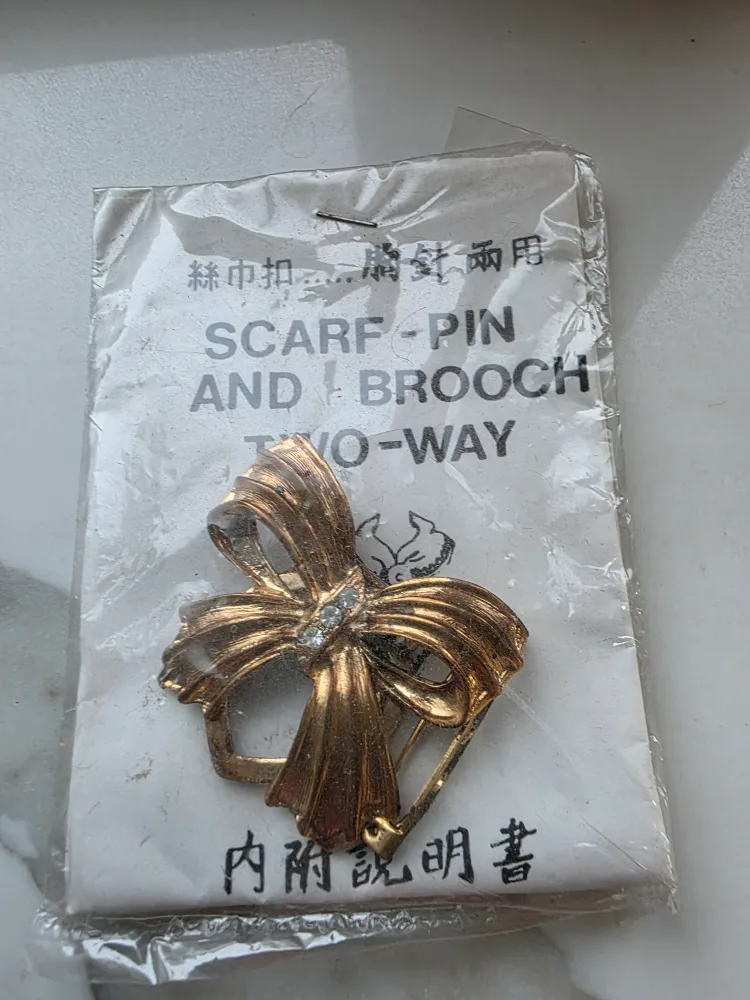 絲巾扣.....胸針兩用
SCARF-PIN
AND BROOCH
TWO-WAY
內附說明書